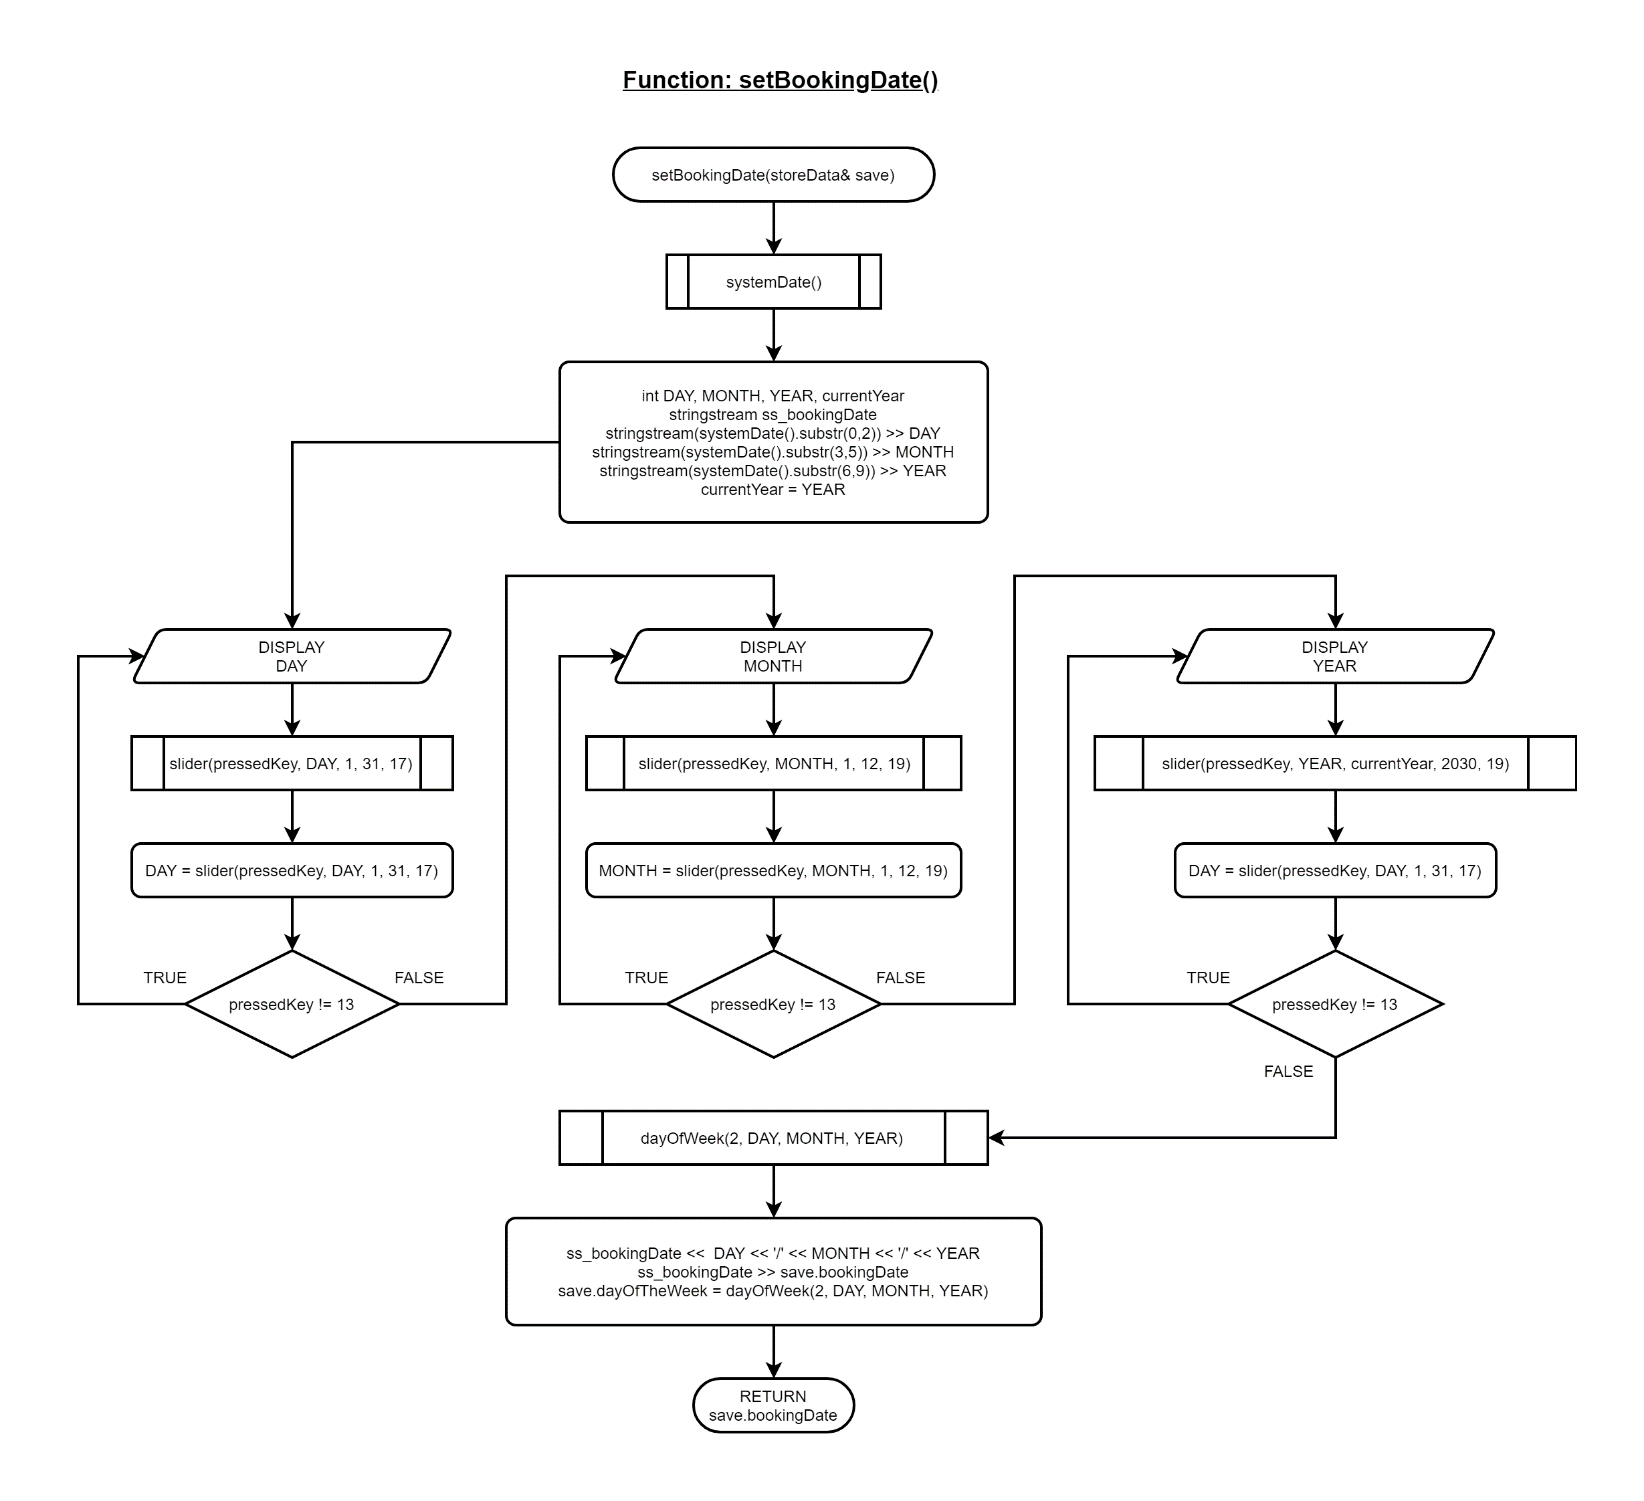 Function: setBookingDate()
setBookingDate(storeData& save)
systemDate()
int DAY, MONTH, YEAR, currentYear
stringstream ss_bookingDate
stringstream(systemDate().substr(0,2)) >> DAY
stringstream(systemDate().substr(3,5)) >> MONTH
stringstream(systemDate().substr(6,9)) >> YEAR
currentYear = YEAR
DISPLAY
DAY
slider(pressedKey, DAY, 1, 31, 17)
DAY = slider(pressedKey, DAY, 1, 31, 17)
TRUE
FALSE
pressedKey != 13
DISPLAY
MONTH
slider(pressedKey, MONTH, 1, 12, 19)
MONTH = slider(pressedKey, MONTH, 1, 12, 19)
TRUE
FALSE
pressedKey != 13
DISPLAY
YEAR
slider(pressedKey, YEAR, currentYear, 2030, 19)
DAY = slider(pressedKey, DAY, 1, 31, 17)
TRUE
pressedKey != 13
FALSE
dayOfWeek(2, DAY, MONTH, YEAR)
ss_bookingDate <<  DAY << '/' << MONTH << '/' << YEAR
ss_bookingDate >> save.bookingDate
save.dayOfTheWeek = dayOfWeek(2, DAY, MONTH, YEAR)
RETURN
save.bookingDate